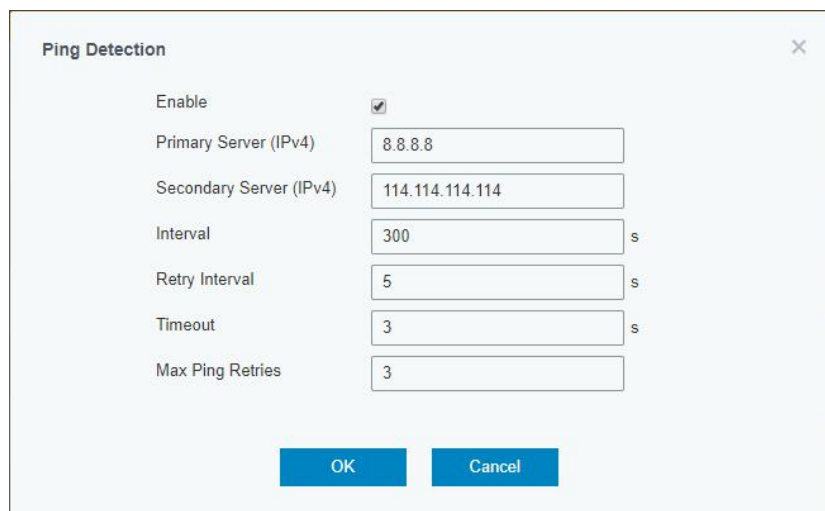 Ping Detection
Enable
Primary Server (IPv4) 8.8.8.8
Secondary Server (IPv4) 114.114.114.114
Interval 300 s
Retry Interval 5 s
Timeout 3 s
Max Ping Retries 3
OK Cancel